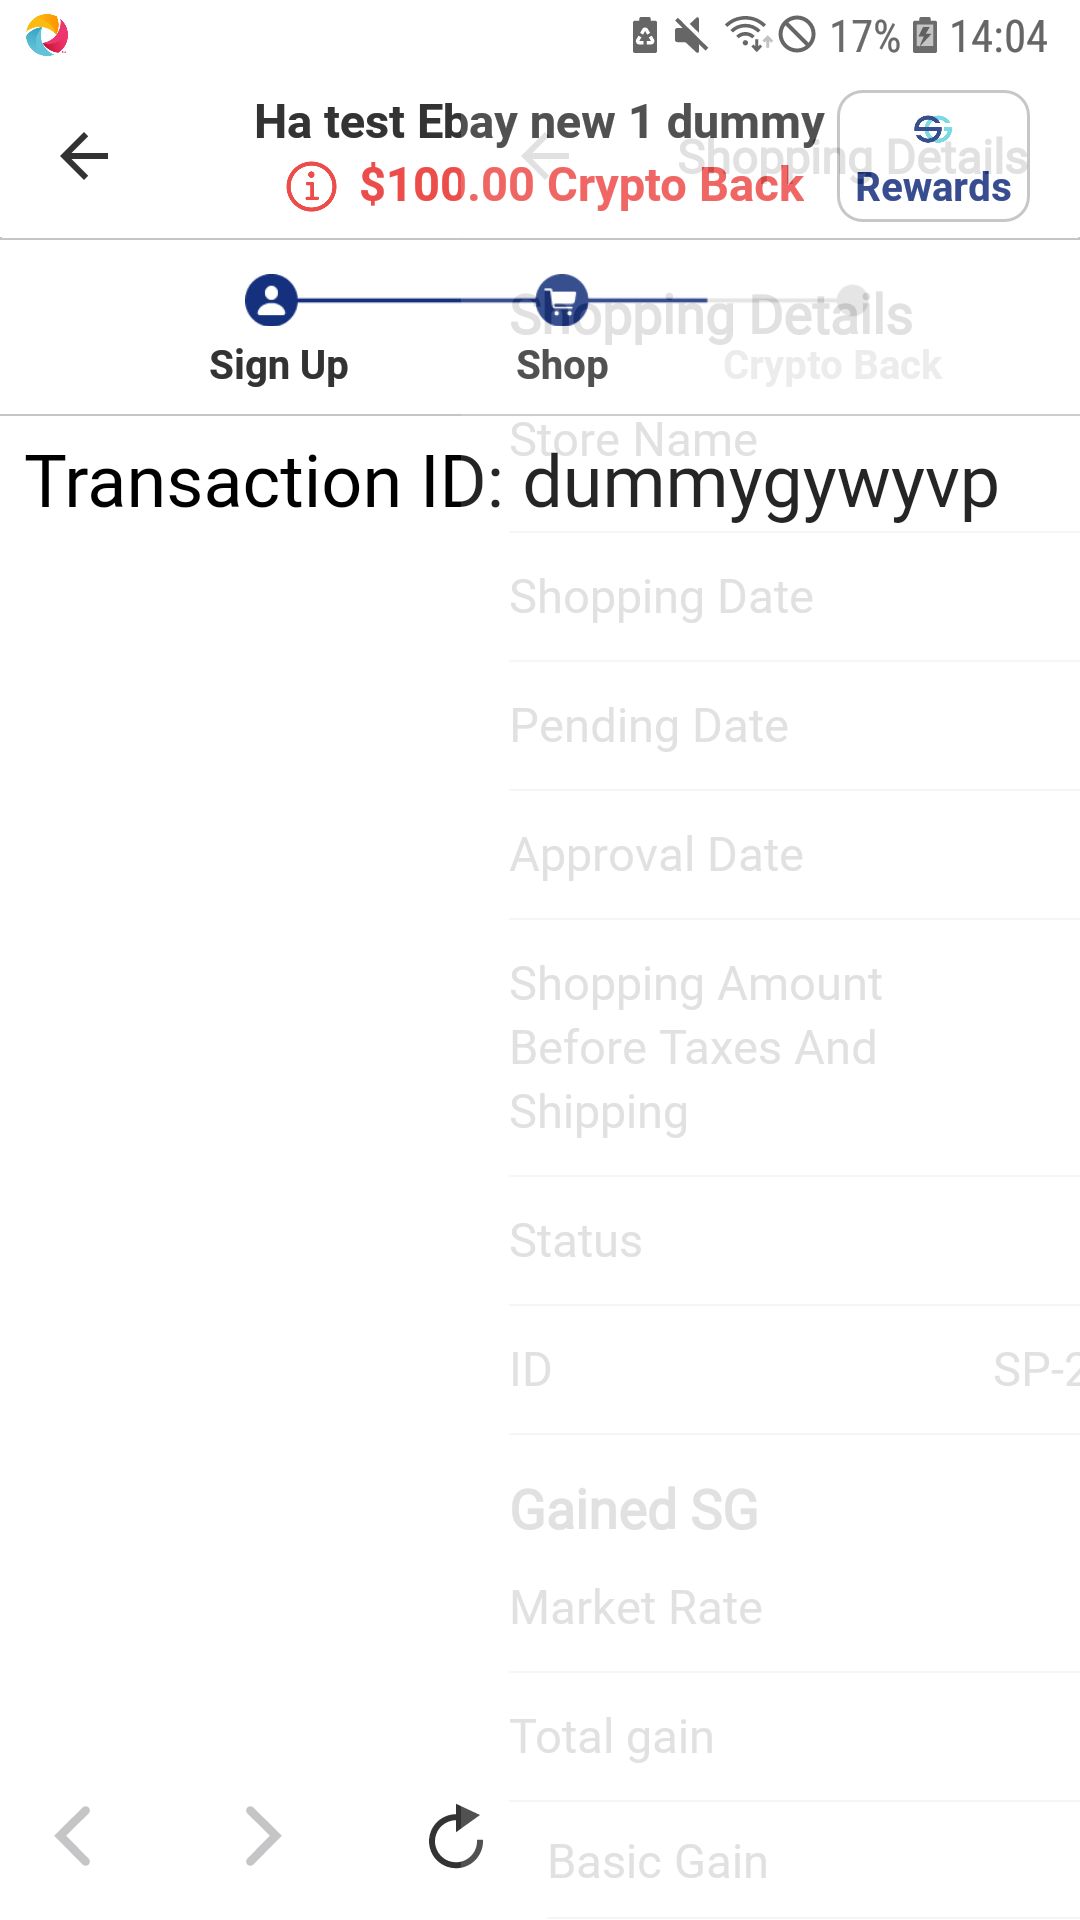 17% 14:04
Ha test Ebay new 1 dummy
$100.00 Crypto Back
Rewards
Shopping Details
Sign Up
Shop
Crypto Back
Shopping Details
Store Name
Transaction ID: dummygywyvp
Shopping Date
Pending Date
Approval Date
Shopping Amount
Before Taxes And
Shipping
Status
ID SP-2
Gained SG
Market Rate
Total gain
Basic Gain